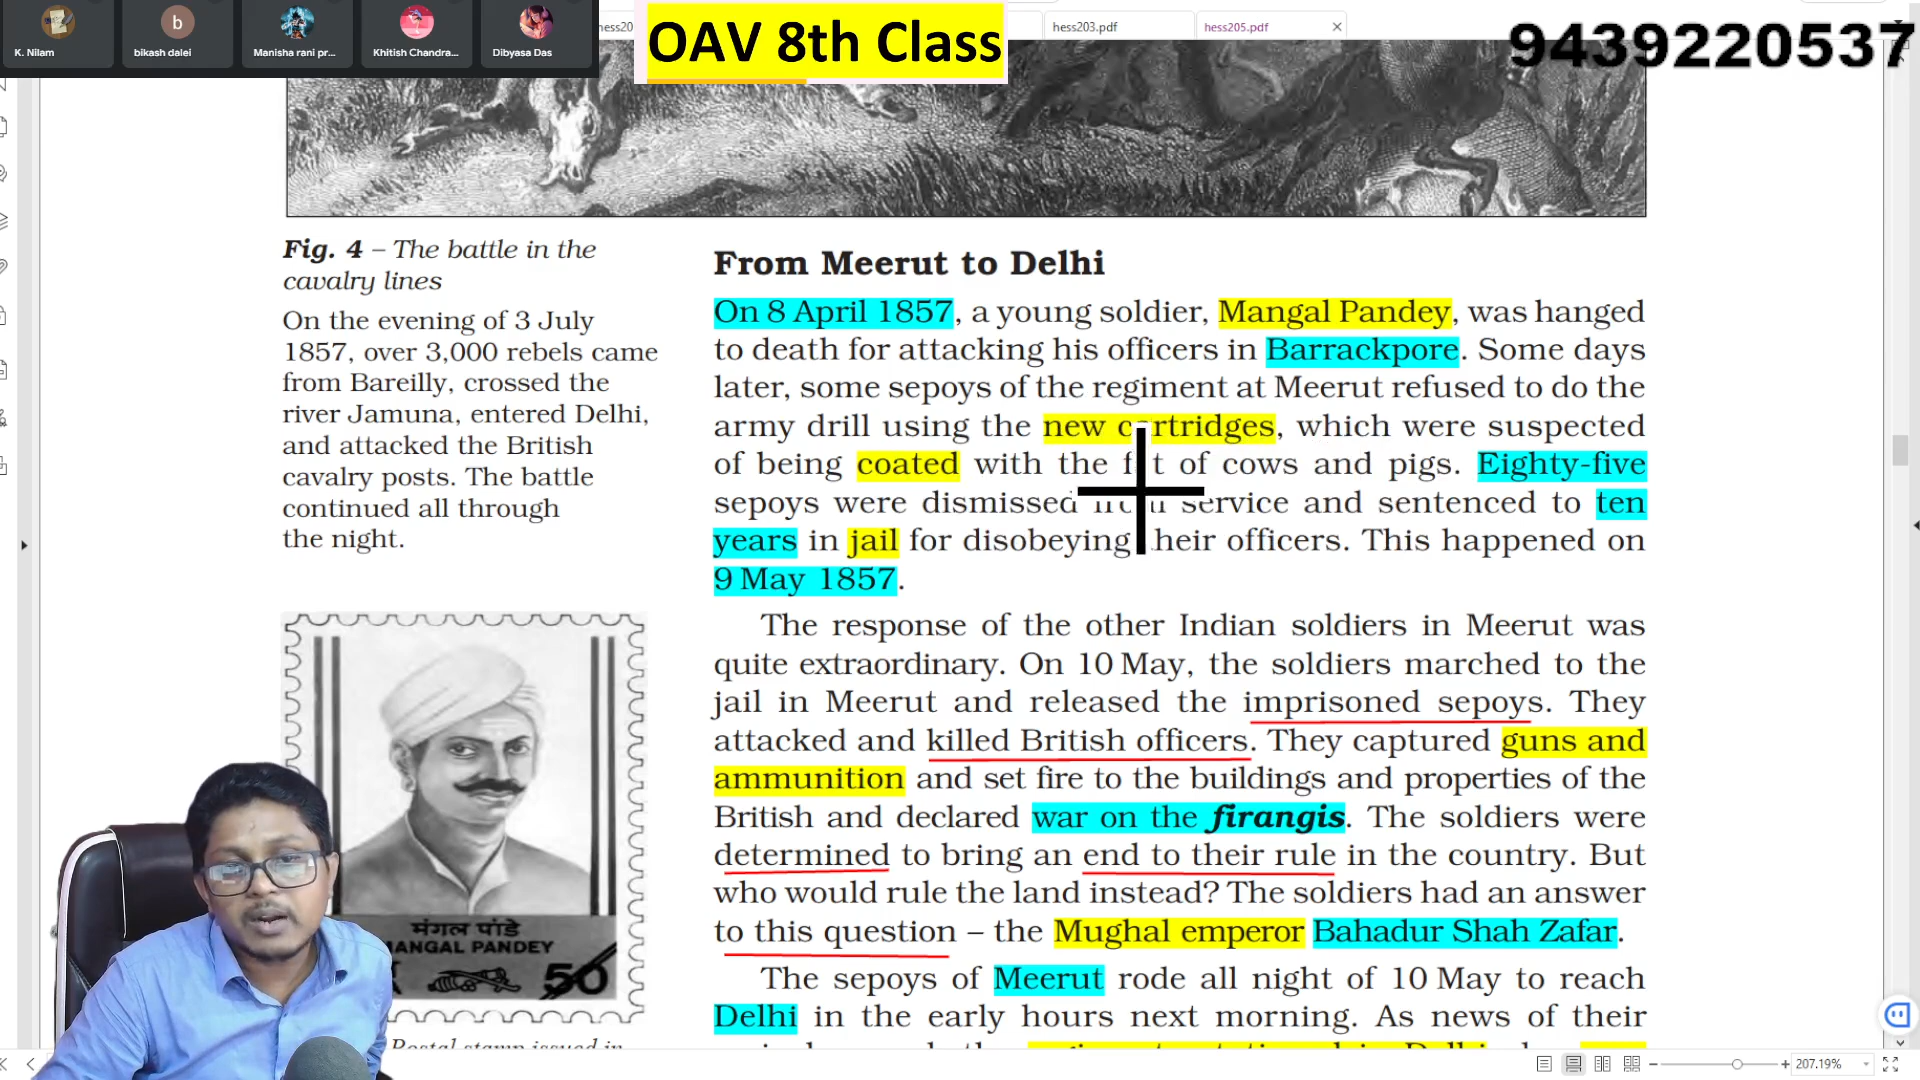 K. Nilam
bikash dalei
Manisha rani pr...
Khitish Chandra...
Dibyasa Das
hess20
OAV 8th Class
hess203.pdf
hess205.pdf
9439220537
Fig. 4 – The battle in the
cavalry lines
On the evening of 3 July
1857, over 3,000 rebels came
from Bareilly, crossed the
river Jamuna, entered Delhi,
and attacked the British
cavalry posts. The battle
continued all through
the night.
From Meerut to Delhi
On 8 April 1857, a young soldier, Mangal Pandey, was hanged
to death for attacking his officers in Barrackpore. Some days
later, some sepoys of the regiment at Meerut refused to do the
army drill using the new cartridges, which were suspected
of being coated with the fat of cows and pigs. Eighty-five
sepoys were dismissed from service and sentenced to ten
years in jail for disobeying their officers. This happened on
9 May 1857.
The response of the other Indian soldiers in Meerut was
quite extraordinary. On 10 May, the soldiers marched to the
jail in Meerut and released the imprisoned sepoys. They
attacked and killed British officers. They captured guns and
ammunition and set fire to the buildings and properties of the
British and declared war on the firangis. The soldiers were
determined to bring an end to their rule in the country. But
who would rule the land instead? The soldiers had an answer
to this question – the Mughal emperor Bahadur Shah Zafar.
The sepoys of Meerut rode all night of 10 May to reach
Delhi in the early hours next morning. As news of their
मंगल पांडे
MANGAL PANDEY
50
Postal stamp issued in
207.19%